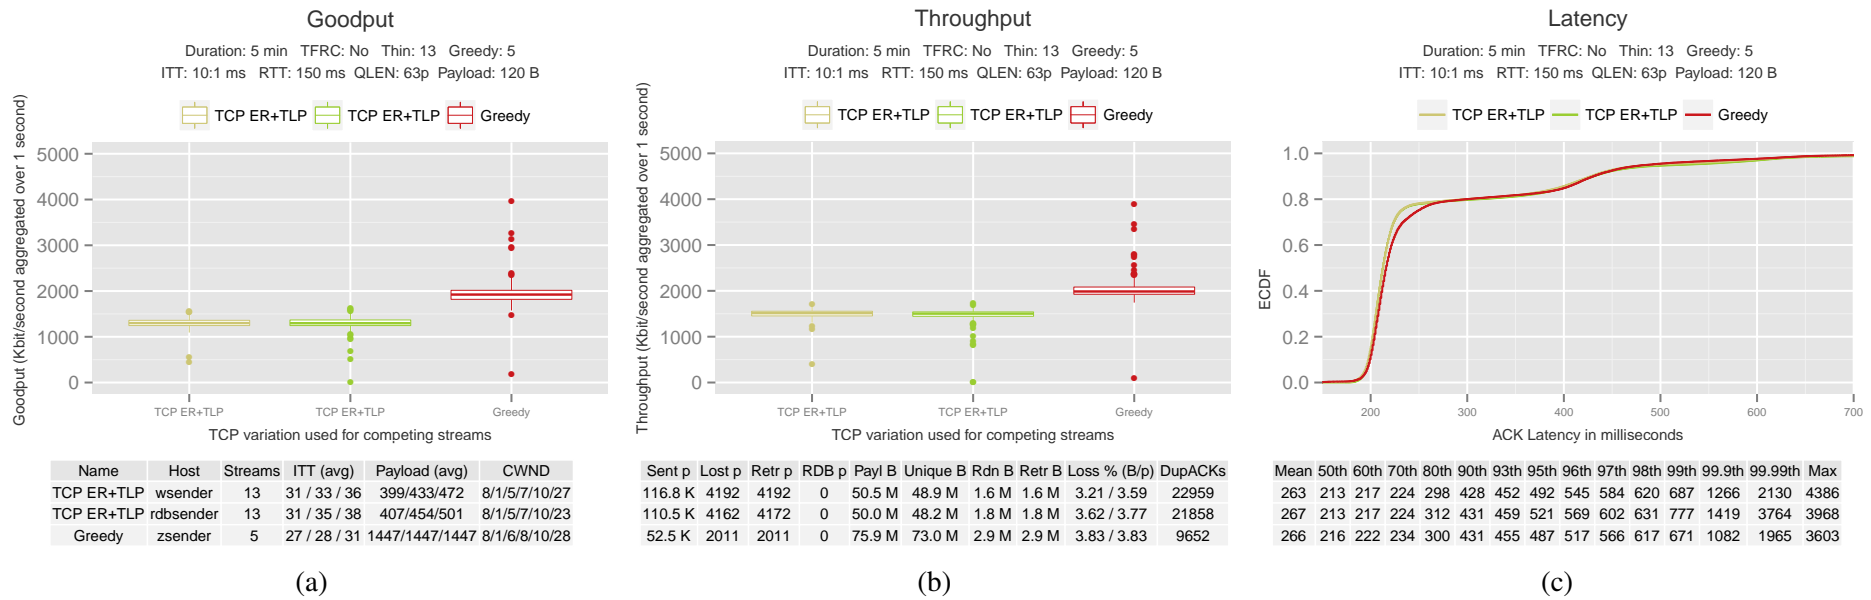 Goodput
Duration: 5 min TFRC: No Thin: 13 Greedy: 5
ITT: 10:1 ms RTT: 150 ms QLEN: 63p Payload: 120 B
TCP ER+TLP TCP ER+TLP Greedy
Goodput (Kbit/second aggregated over 1 second)
5000
4000
3000
2000
1000
0
TCP ER+TLP TCP ER+TLP Greedy
TCP variation used for competing streams
Name Host Streams ITT (avg) Payload (avg) CWND
TCP ER+TLP wsender 13 31 / 33 / 36 399/433/472 8/1/5/7/10/27
TCP ER+TLP rdbsender 13 31 / 35 / 38 407/454/501 8/1/5/7/10/23
Greedy zsender 5 27 / 28 / 31 1447/1447/1447 8/1/6/8/10/28
(a)
Throughput
Duration: 5 min TFRC: No Thin: 13 Greedy: 5
ITT: 10:1 ms RTT: 150 ms QLEN: 63p Payload: 120 B
TCP ER+TLP TCP ER+TLP Greedy
Throughput (Kbit/second aggregated over 1 second)
5000
4000
3000
2000
1000
0
TCP ER+TLP TCP ER+TLP Greedy
TCP variation used for competing streams
Sent p Lost p Retr p RDB p Payl B Unique B Rdn B Retr B Loss % (B/p) DupACKs
116.8 K 4192 4192 0 50.5 M 48.9 M 1.6 M 1.6 M 3.21 / 3.59 22959
110.5 K 4162 4172 0 50.0 M 48.2 M 1.8 M 1.8 M 3.62 / 3.77 21858
52.5 K 2011 2011 0 75.9 M 73.0 M 2.9 M 2.9 M 3.83 / 3.83 9652
(b)
Latency
Duration: 5 min TFRC: No Thin: 13 Greedy: 5
ITT: 10:1 ms RTT: 150 ms QLEN: 63p Payload: 120 B
TCP ER+TLP TCP ER+TLP Greedy
ECDF
1.0
0.8
0.6
0.4
0.2
0.0
200 300 400 500 600 700
ACK Latency in milliseconds
Mean 50th 60th 70th 80th 90th 93th 95th 96th 97th 98th 99th 99.9th 99.99th Max
263 213 217 224 298 428 452 492 545 584 620 687 1266 2130 4386
267 213 217 224 312 431 459 521 569 602 631 777 1419 3764 3968
266 216 222 234 300 431 455 487 517 566 617 671 1082 1965 3603
(c)